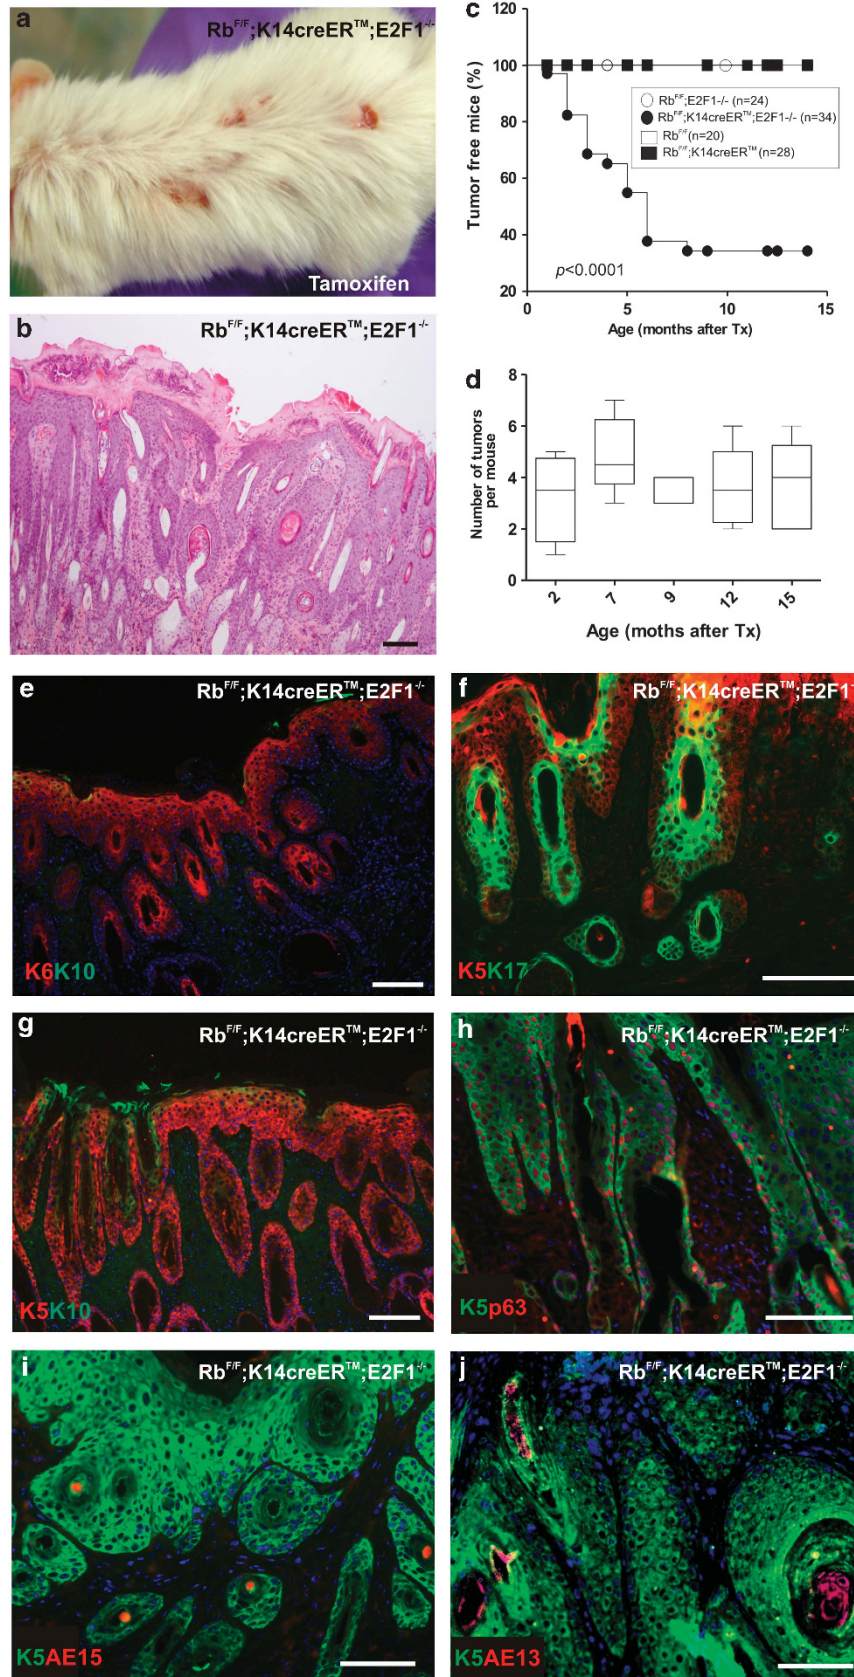 a
Rb^F/F;K14creER^TM;E2F1^-/-
Tamoxifen
b
Rb^F/F;K14creER^TM;E2F1^-/-
c
Tumor free mice (%)
120
100
80
60
40
20
Rb^F/F;E2F1-/- (n=24)
Rb^F/F;K14creER^TM;E2F1-/- (n=34)
Rb^F/F (n=20)
Rb^F/F;K14creER^TM (n=28)
p<0.0001
0 5 10 15
Age (months after Tx)
d
Number of tumors
per mouse
8
6
4
2
0
2 7 9 12 15
Age (moths after Tx)
e
Rb^F/F;K14creER^TM;E2F1^-/-
K6K10
f
Rb^F/F;K14creER^TM;E2F1^-
K5K17
g
Rb^F/F;K14creER^TM;E2F1^-/-
K5K10
h
Rb^F/F;K14creER^TM;E2F1^-/-
K5p63
i
Rb^F/F;K14creER^TM;E2F1^-/-
K5AE15
j
Rb^F/F;K14creER^TM;E2F1^-/-
K5AE13